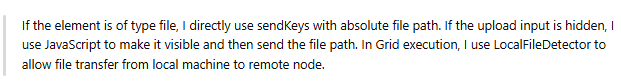 If the element is of type file, I directly use sendKeys with absolute file path. If the upload input is hidden, I
use JavaScript to make it visible and then send the file path. In Grid execution, I use LocalFileDetector to
allow file transfer from local machine to remote node.